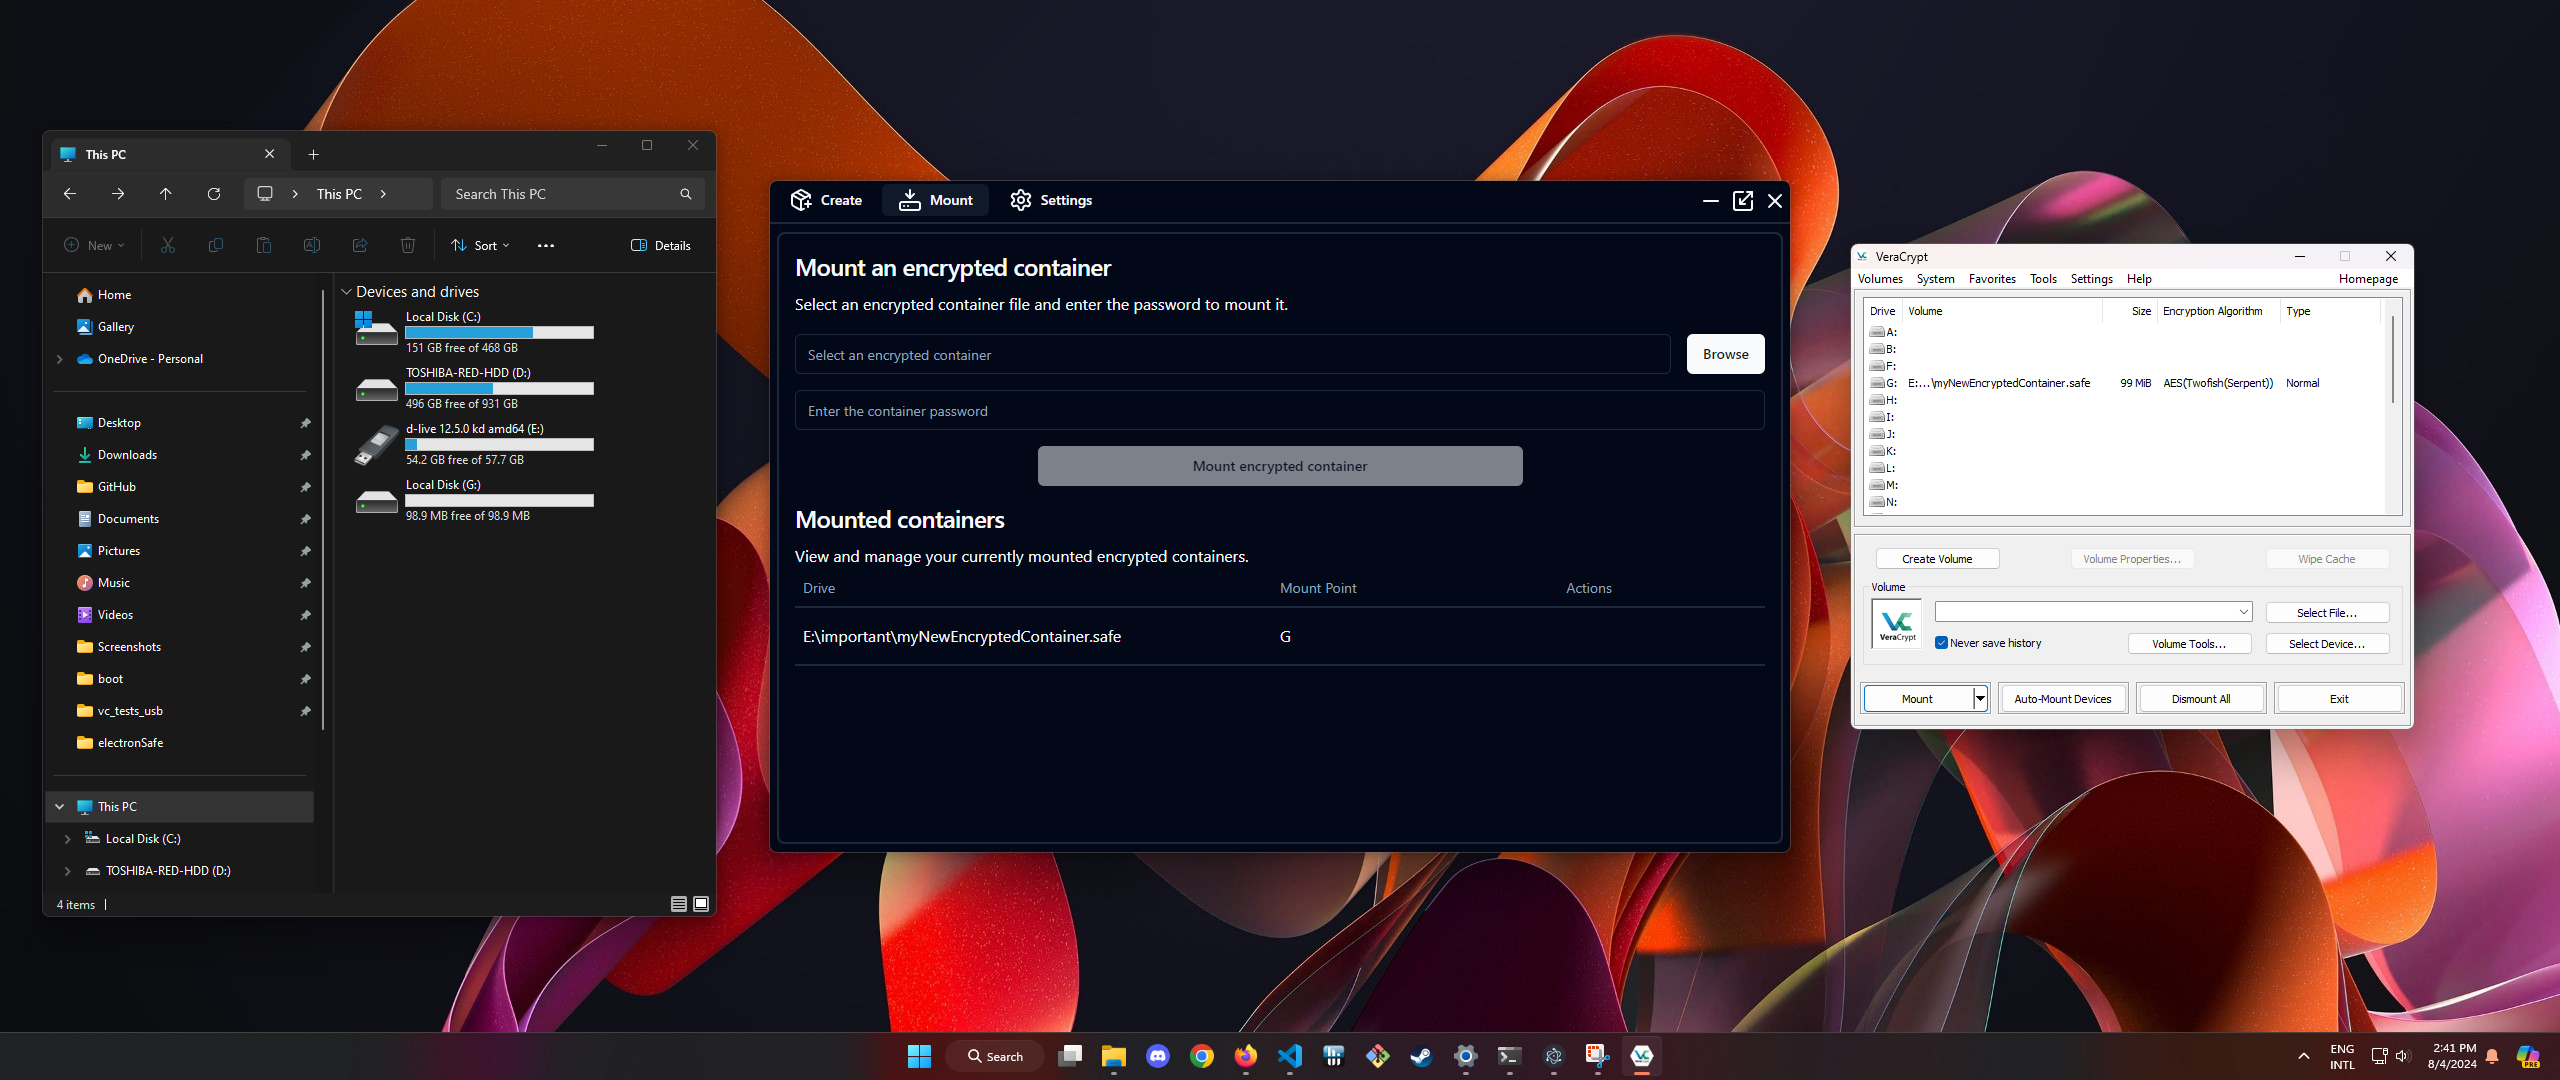 This PC
This PC
Search This PC
New
Sort
Details
Home
Gallery
OneDrive - Personal
Desktop
Downloads
GitHub
Documents
Pictures
Music
Videos
Screenshots
boot
vc_tests_usb
electronSafe
This PC
Local Disk (C:)
TOSHIBA-RED-HDD (D:)
Devices and drives
Local Disk (C:)
151 GB free of 468 GB
TOSHIBA-RED-HDD (D:)
496 GB free of 931 GB
d-live 12.5.0 kd amd64 (E:)
54.2 GB free of 57.7 GB
Local Disk (G:)
98.9 MB free of 98.9 MB
4 items
Create Mount Settings
Mount an encrypted container
Select an encrypted container file and enter the password to mount it.
Select an encrypted container
Browse
Enter the container password
Mount encrypted container
Mounted containers
View and manage your currently mounted encrypted containers.
Drive Mount Point Actions
E:\important\myNewEncryptedContainer.safe G
VeraCrypt
Volumes System Favorites Tools Settings Help Homepage
Drive Volume Size Encryption Algorithm Type
A:
B:
F:
G: E:...\myNewEncryptedContainer.safe 99 MiB AES(Twofish(Serpent)) Normal
H:
I:
J:
K:
L:
M:
N:
Create Volume Volume Properties... Wipe Cache
Volume
VeraCrypt
Select File...
Never save history
Volume Tools... Select Device...
Mount Auto-Mount Devices Dismount All Exit
Search
ENG
INTL
2:41 PM
8/4/2024
PRE